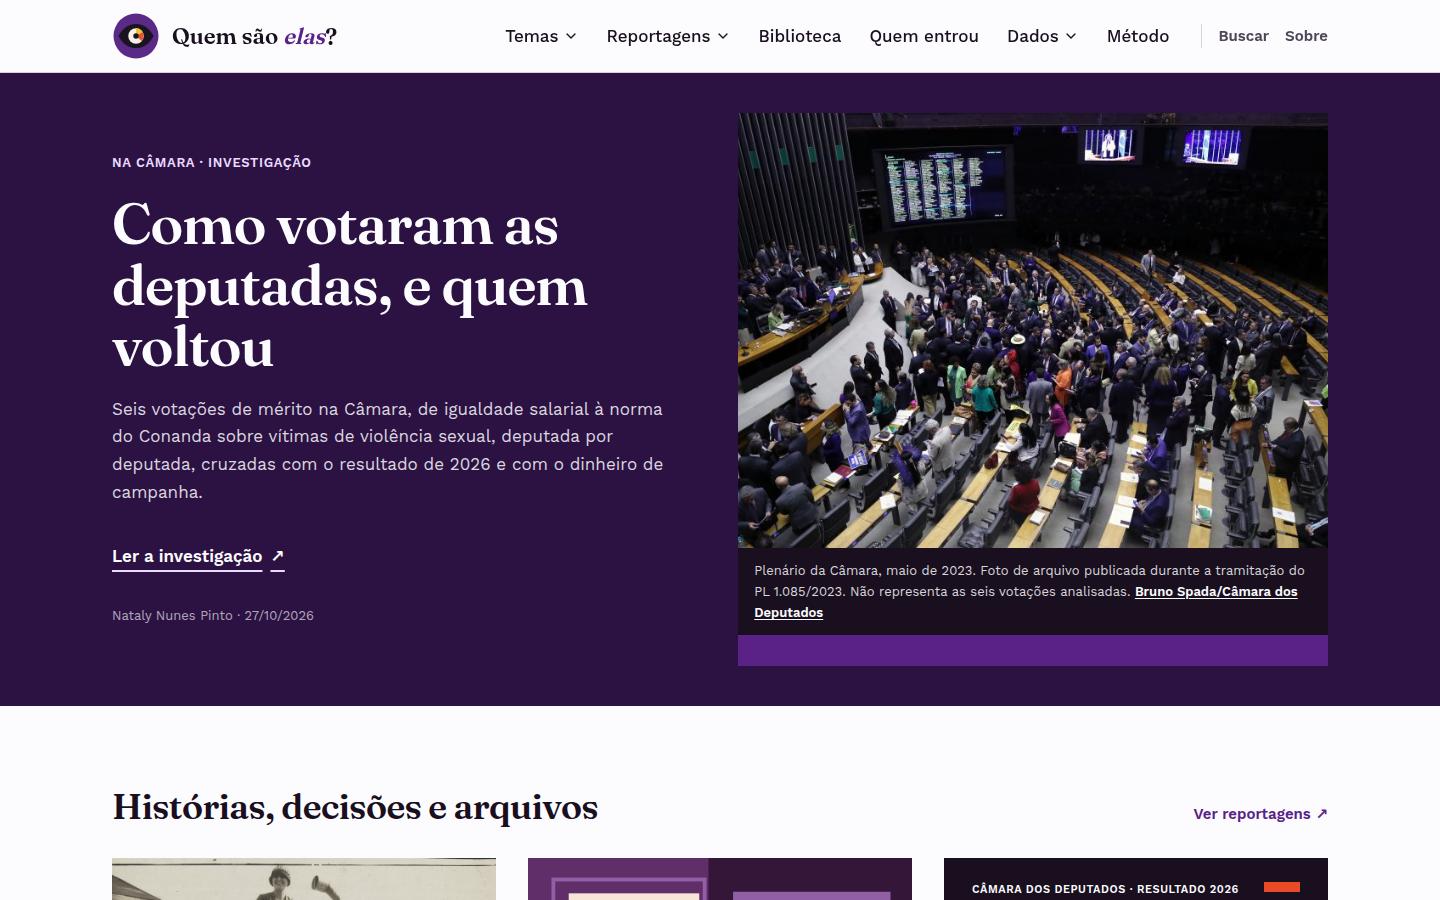 Quem são elas?
Temas
Reportagens
Biblioteca
Quem entrou
Dados
Método
Buscar
Sobre
NA CÂMARA · INVESTIGAÇÃO
Como votaram as
deputadas, e quem
voltou
Seis votações de mérito na Câmara, de igualdade salarial à norma
do Conanda sobre vítimas de violência sexual, deputada por
deputada, cruzadas com o resultado de 2026 e com o dinheiro de
campanha.
Ler a investigação ↗
Nataly Nunes Pinto · 27/10/2026
Plenário da Câmara, maio de 2023. Foto de arquivo publicada durante a tramitação do
PL 1.085/2023. Não representa as seis votações analisadas. Bruno Spada/Câmara dos
Deputados
Histórias, decisões e arquivos
Ver reportagens ↗
CÂMARA DOS DEPUTADOS · RESULTADO 2026